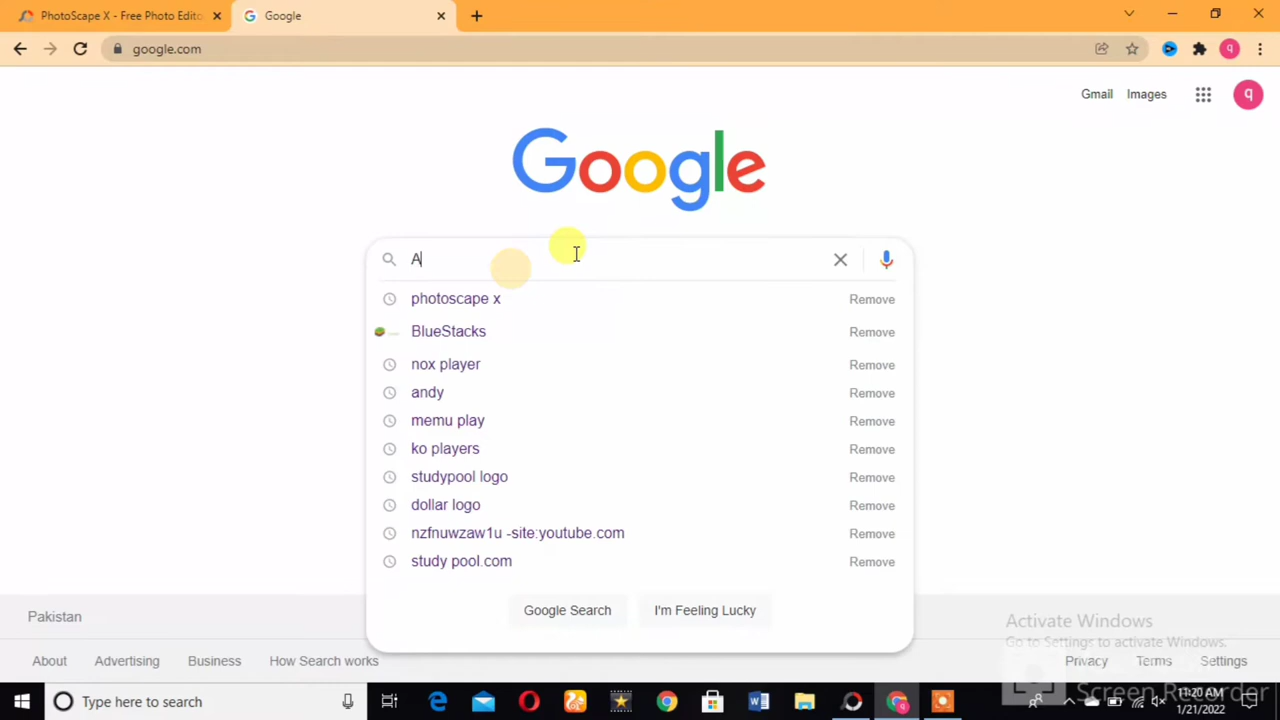 PhotoScape X - Free Photo Edito
Google
google.com
q
Gmail Images
q
Google
A
photoscape x Remove
BlueStacks Remove
nox player Remove
andy Remove
memu play Remove
ko players Remove
studypool logo Remove
dollar logo Remove
nzfnuwzaw1u -site:youtube.com Remove
study pool.com Remove
Google Search I'm Feeling Lucky
Pakistan
Activate Windows
Go to Settings to activate Windows.
About Advertising Business How Search works Privacy Terms Settings
Type here to search
11:20 AM
1/21/2022
Screen Recorder